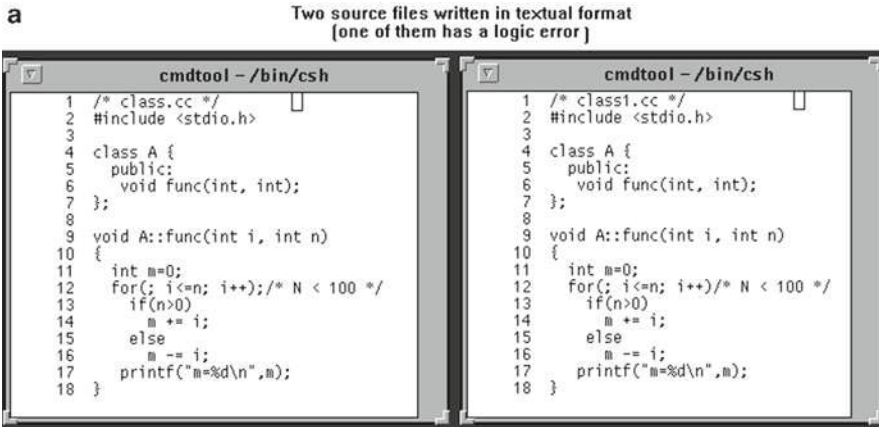 a
Two source files written in textual format
(one of them has a logic error)
cmdtool – /bin/csh
1 /* class.cc */
2 #include <stdio.h>
3
4 class A {
5 public:
6 void func(int, int);
7 };
8
9 void A::func(int i, int n)
10 {
11 int m=0;
12 for(; i<=n; i++);/* N < 100 */
13 if(n>0)
14 m += i;
15 else
16 m -= i;
17 printf("m=%d\n",m);
18 }
cmdtool – /bin/csh
1 /* class1.cc */
2 #include <stdio.h>
3
4 class A {
5 public:
6 void func(int, int);
7 };
8
9 void A::func(int i, int n)
10 {
11 int m=0;
12 for(; i<=n; i++)/* N < 100 */
13 if(n>0)
14 m += i;
15 else
16 m -= i;
17 printf("m=%d\n",m);
18 }